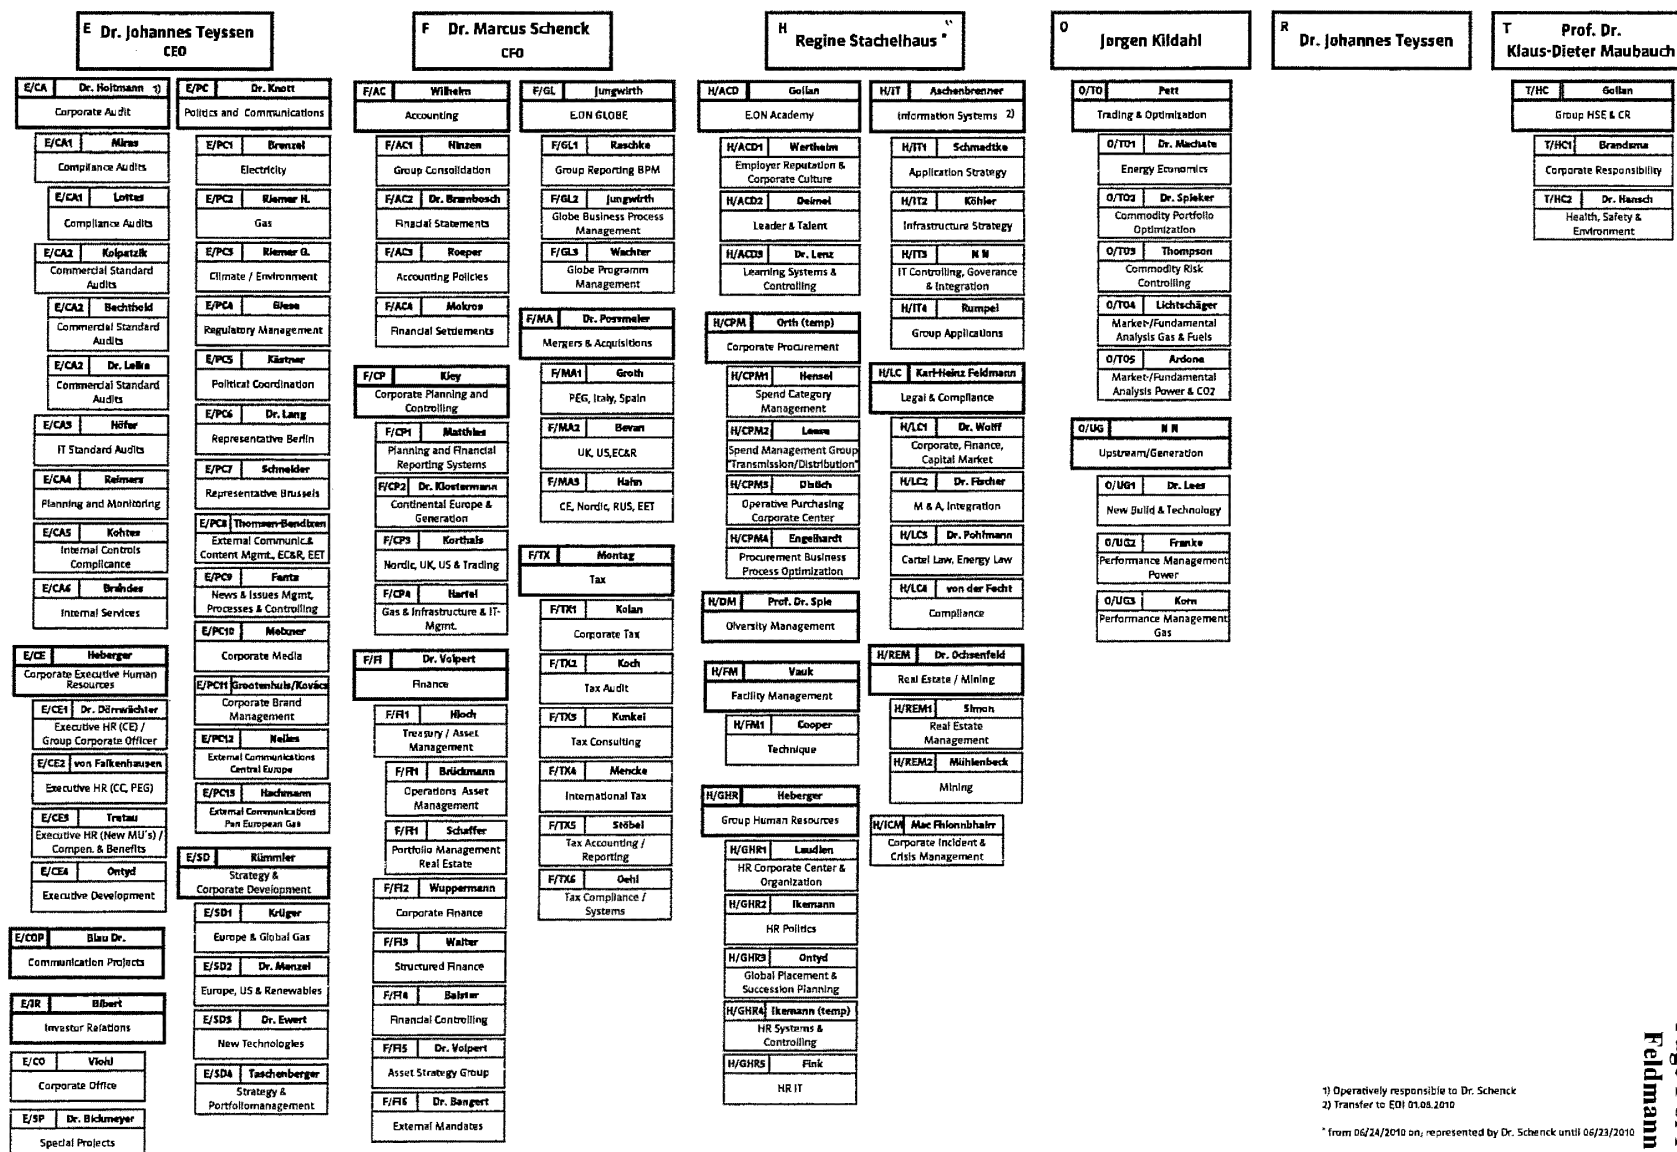 E Dr. Johannes Teyssen
CEO
E/CA Dr. Holtmann 1)
Corporate Audit
E/CA1 Miras
Compliance Audits
E/CA1 Lottes
Compliance Audits
E/CA2 Kolpatzik
Commercial Standard
Audits
E/CA2 Bechthold
Commercial Standard
Audits
E/CA2 Dr. Leike
Commercial Standard
Audits
E/CA3 Höfer
IT Standard Audits
E/CA4 Reimers
Planning and Monitoring
E/CA5 Kohtes
Internal Controls
Compliance
E/CA6 Brahdes
Internal Services
E/CE Heberger
Corporate Executive Human
Resources
E/CE1 Dr. Dörrwächter
Executive HR (CE) /
Group Corporate Officer
E/CE2 von Falkenhausen
Executive HR (CC, PEG)
E/CE3 Tretau
Executive HR (New MU's) /
Compen. & Benefits
E/CE4 Ontyd
Executive Development
E/COP Blau Dr.
Communication Projects
E/IR Elbert
Investur Relations
E/CO Viohl
Corporate Office
E/SP Dr. Bickmeyer
Special Projects
E/PC Dr. Knott
Politics and Communications
E/PC1 Brenzel
Electricity
E/PC2 Riemer H.
Gas
E/PC3 Riemer G.
Climate / Environment
E/PC4 Giese
Regulatory Management
E/PC5 Kästner
Political Coordination
E/PC6 Dr. Lang
Representative Berlin
E/PC7 Schneider
Representative Brussels
E/PC8 Thomsen-Bendixen
External Communic.&
Content Mgmt., EC&R, EET
E/PC9 Fentz
News & Issues Mgmt,
Processes & Controlling
E/PC10 Mebzner
Corporate Media
E/PC11 Grootenhuis/Kovács
Corporate Brand
Management
E/PC12 Nelles
External Communications
Central Europe
E/PC13 Hachmann
External Communications
Pan European Gas
E/SD Rümmler
Strategy &
Corporate Development
E/SD1 Krüger
Europe & Global Gas
E/SD2 Dr. Menzel
Europe, US & Renewables
E/SD3 Dr. Ewert
New Technologies
E/SD4 Taschenberger
Strategy &
Portfoliomanagement
F Dr. Marcus Schenck
CFO
F/AC Wilhelm
Accounting
F/AC1 Hinzen
Group Consolidation
F/AC2 Dr. Brambosch
Finacial Statements
F/AC3 Roeper
Accounting Policies
F/AC4 Mokros
Financial Settlements
F/CP Kley
Corporate Planning and
Controlling
F/CP1 Matthies
Planning and Financial
Reporting Systems
F/CP2 Dr. Klostermann
Continental Europe &
Generation
F/CP3 Korthals
Nordic, UK, US & Trading
F/CP4 Hartel
Gas & Infrastructure & IT-
Mgmt.
F/FI Dr. Volpert
Finance
F/FI1 Hloch
Treasury / Asset
Management
F/FI1 Brückmann
Operations Asset
Management
F/FI1 Schaffer
Portfolio Management
Real Estate
F/FI2 Wuppermann
Corporate Finance
F/FI3 Walter
Structured Finance
F/FI4 Balster
Financial Controlling
F/FI5 Dr. Volpert
Asset Strategy Group
F/FI6 Dr. Bangert
External Mandates
F/GL Jungwirth
E.ON GLOBE
F/GL1 Raschke
Group Reporting BPM
F/GL2 Jungwirth
Globe Business Process
Management
F/GL3 Wachter
Globe Programm
Management
F/MA Dr. Possmeier
Mergers & Acquisitions
F/MA1 Groth
PEG, Italy, Spain
F/MA2 Bevan
UK, US,EC&R
F/MA3 Hahn
CE, Nordic, RUS, EET
F/TX Montag
Tax
F/TX1 Kolan
Corporate Tax
F/TX2 Koch
Tax Audit
F/TX3 Kunkel
Tax Consulting
F/TX4 Mencke
International Tax
F/TX5 Stöbel
Tax Accounting /
Reporting
F/TX6 Oehl
Tax Compliance /
Systems
H Regine Stachelhaus *
H/ACD Gollan
E.ON Academy
H/ACD1 Wertheim
Employer Reputation &
Corporate Culture
H/ACD2 Deimel
Leader & Talent
H/ACD3 Dr. Lenz
Learning Systems &
Controlling
H/CPM Orth (temp)
Corporate Procurement
H/CPM1 Hensel
Spend Category
Management
H/CPM2 Leese
Spend Management Group
"Transmission/Distribution"
H/CPM3 Distich
Operative Purchasing
Corporate Center
H/CPM4 Engelhardt
Procurement Business
Process Optimization
H/DM Prof. Dr. Spie
Diversity Management
H/FM Vauk
Facility Management
H/FM1 Cooper
Technique
H/GHR Heberger
Group Human Resources
H/GHR1 Laudien
HR Corporate Center &
Organization
H/GHR2 Ikemann
HR Politics
H/GHR3 Ontyd
Global Placement &
Succession Planning
H/GHR4 Ikemann (temp)
HR Systems &
Controlling
H/GHR5 Fink
HR IT
H/IT Aschenbrenner
Information Systems 2)
H/IT1 Schmadtke
Application Strategy
H/IT2 Köhler
Infrastructure Strategy
H/IT3 N N
IT Controlling, Goverance
& Integration
H/IT4 Rumpel
Group Applications
H/LC Karl-Heinz Feldmann
Legal & Compliance
H/LC1 Dr. Wolff
Corporate, Finance,
Capital Market
H/LC2 Dr. Fischer
M & A, Integration
H/LC3 Dr. Pohlmann
Cartel Law, Energy Law
H/LC4 von der Fecht
Compliance
H/REM Dr. Ochsenfeld
Real Estate / Mining
H/REM1 Simon
Real Estate
Management
H/REM2 Mühlenbeck
Mining
H/ICM Mac Fhionnbhairr
Corporate Incident &
Crisis Management
O Jørgen Kildahl
O/TO Pett
Trading & Optimization
O/TO1 Dr. Machate
Energy Economics
O/TO2 Dr. Spieker
Commodity Portfolio
Optimization
O/TO3 Thompson
Commodity Risk
Controlling
O/TO4 Lichtschäger
Market-/Fundamental
Analysis Gas & Fuels
O/TO5 Ardone
Market-/Fundamental
Analysis Power & CO2
O/UG N N
Upstream/Generation
O/UG1 Dr. Lees
New Build & Technology
O/UG2 Franke
Performance Management
Power
O/UG3 Korn
Performance Management
Gas
R Dr. Johannes Teyssen
T Prof. Dr.
Klaus-Dieter Maubauch
T/HC Gollan
Group HSE & CR
T/HC1 Brandsma
Corporate Responsibility
T/HC2 Dr. Hansch
Health, Safety &
Environment
1) Operatively responsible to Dr. Schenck
2) Transfer to EOI 01.08.2010
* from 06/24/2010 on; represented by Dr. Schenck until 06/23/2010
Feldmann